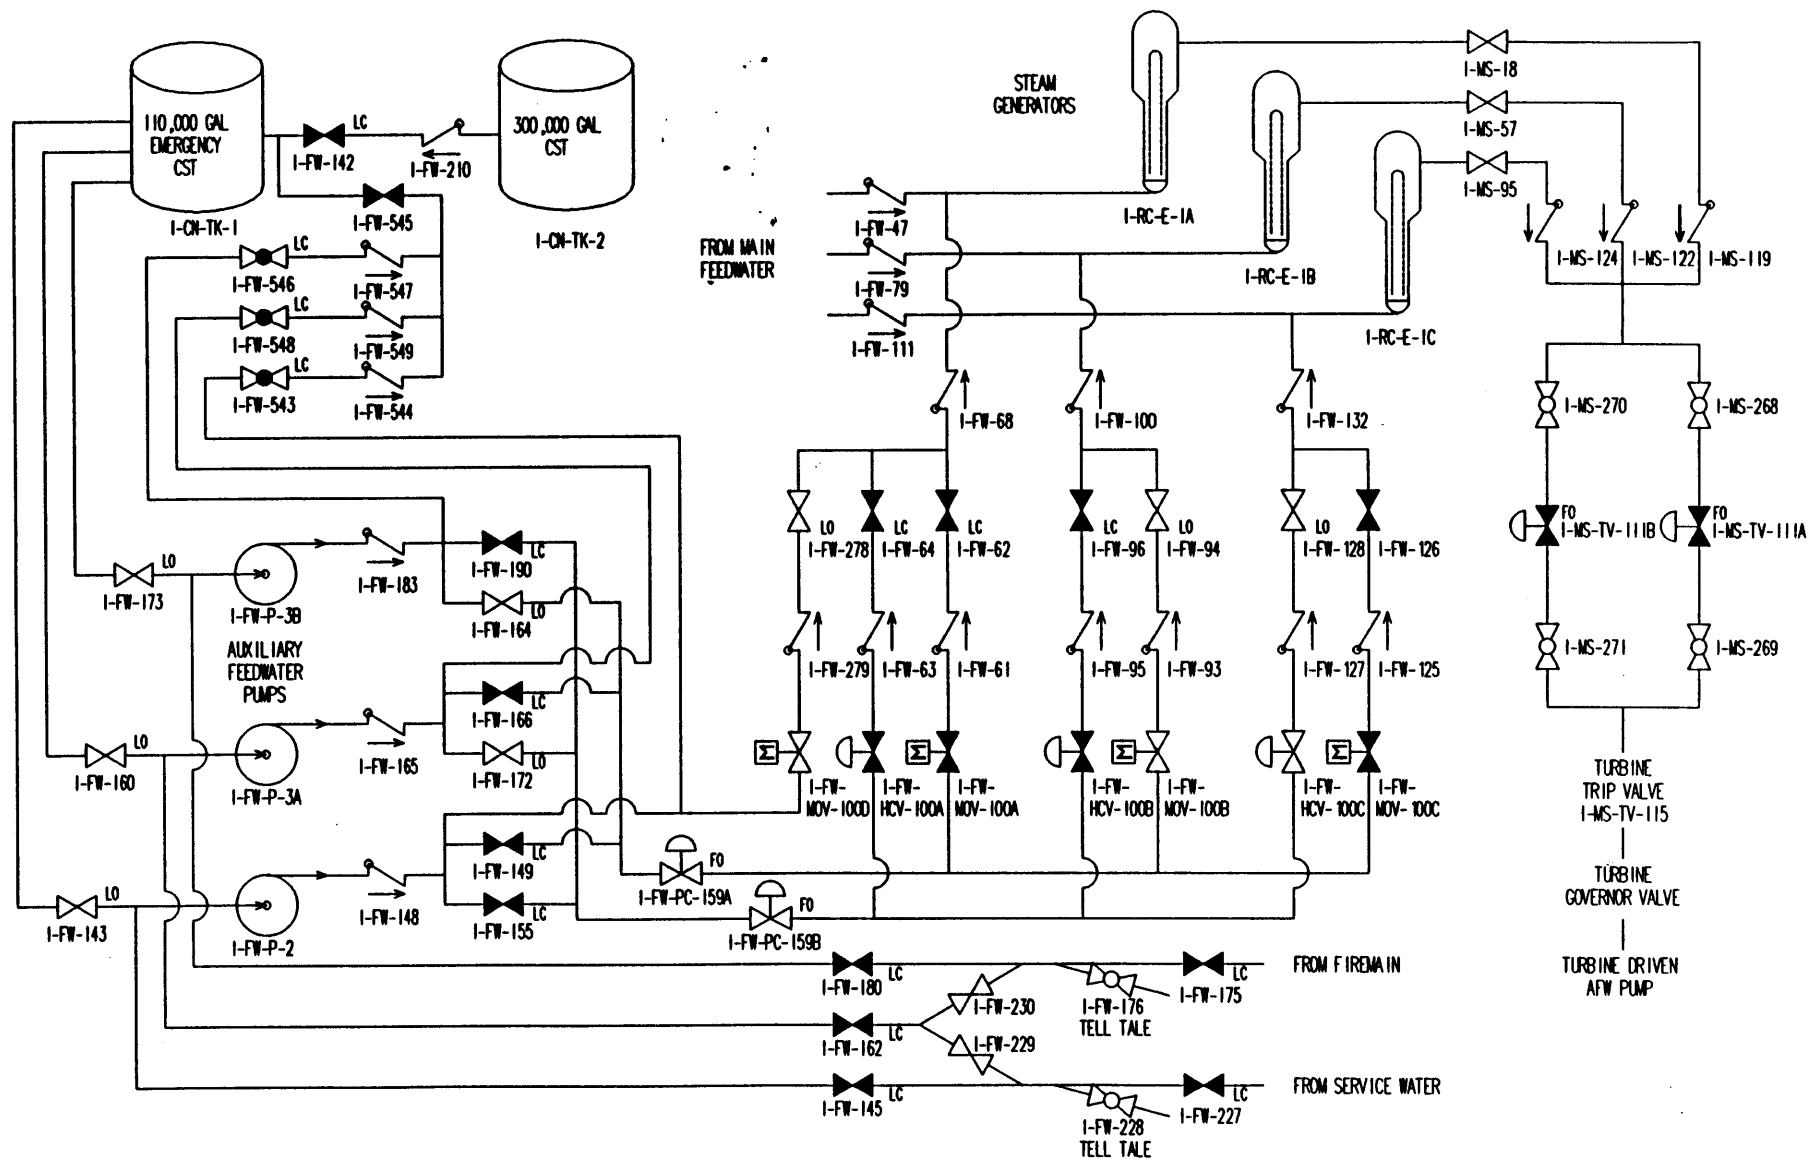 110,000 GAL
EMERGENCY
CST
LC
1-FW-142
1-FW-210
300,000 GAL
CST
1-CN-TK-1
1-FW-545
1-CN-TK-2
LC
1-FW-546
1-FW-547
LC
1-FW-548
1-FW-549
LC
1-FW-543
1-FW-544
STEAM
GENERATORS
1-MS-18
1-MS-57
1-MS-95
1-RC-E-1A
1-RC-E-1B
1-RC-E-1C
FROM MAIN
FEEDWATER
1-FW-47
1-FW-79
1-FW-111
1-MS-124
1-MS-122
1-MS-119
1-FW-68
1-FW-100
1-FW-132
1-MS-270
1-MS-268
LO
1-FW-278
LC
1-FW-64
LC
1-FW-62
LC
1-FW-96
LO
1-FW-94
LO
1-FW-128
1-FW-126
FO
1-MS-TV-111B
FO
1-MS-TV-111A
LO
1-FW-173
1-FW-P-3B
1-FW-183
LC
1-FW-190
LO
1-FW-164
AUXILIARY
FEEDWATER
PUMPS
1-FW-279
1-FW-63
1-FW-61
1-FW-95
1-FW-93
1-FW-127
1-FW-125
1-MS-271
1-MS-269
LO
1-FW-160
1-FW-P-3A
1-FW-165
LC
1-FW-166
LO
1-FW-172
Σ
1-FW-
MOV-100D
1-FW-
HCV-100A
Σ
1-FW-
MOV-100A
1-FW-
HCV-100B
Σ
1-FW-
MOV-100B
1-FW-
HCV-100C
Σ
1-FW-
MOV-100C
TURBINE
TRIP VALVE
1-MS-TV-115
LO
1-FW-143
1-FW-P-2
1-FW-148
LC
1-FW-149
LC
1-FW-155
FO
1-FW-PC-159A
FO
1-FW-PC-159B
TURBINE
GOVERNOR VALVE
TURBINE DRIVEN
AFW PUMP
LC
1-FW-180
1-FW-230
1-FW-176
TELL TALE
LC
1-FW-175
FROM FIREMAIN
LC
1-FW-162
1-FW-229
LC
1-FW-145
1-FW-228
TELL TALE
LC
1-FW-227
FROM SERVICE WATER